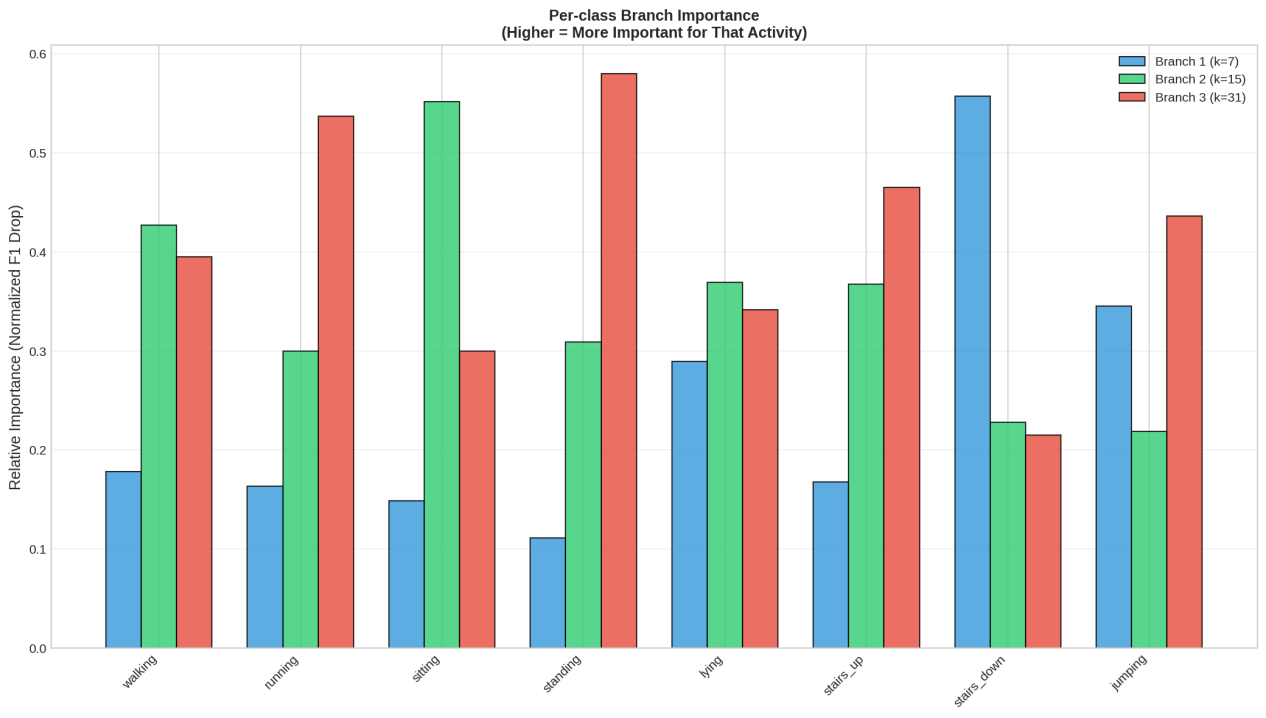 Per-class Branch Importance
(Higher = More Important for That Activity)
Branch 1 (k=7)
Branch 2 (k=15)
Branch 3 (k=31)
Relative Importance (Normalized F1 Drop)
0.6
0.5
0.4
0.3
0.2
0.1
0.0
walking
running
sitting
standing
lying
stairs_up
stairs_down
jumping